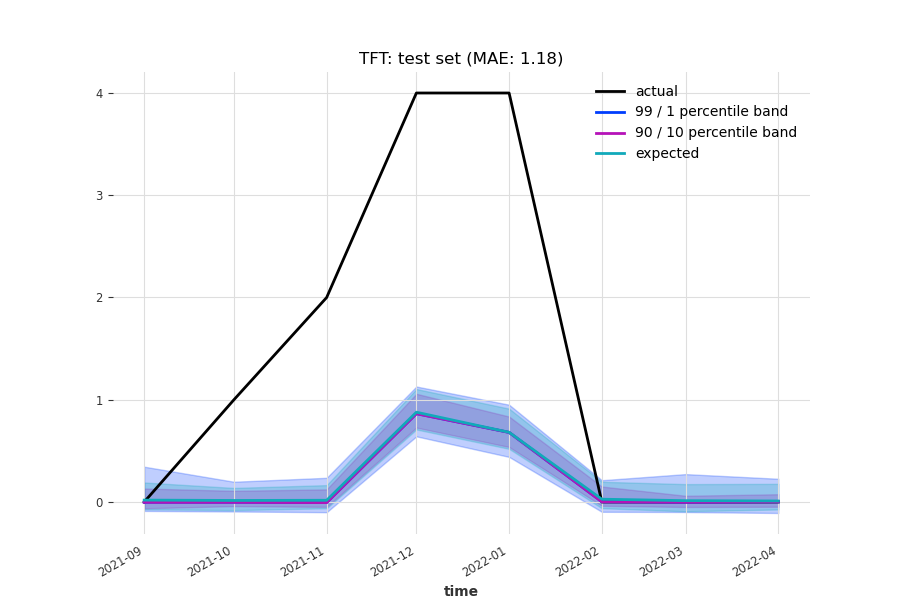 TFT: test set (MAE: 1.18)
actual
99 / 1 percentile band
90 / 10 percentile band
expected
4
3
2
1
0
2021-09
2021-10
2021-11
2021-12
2022-01
2022-02
2022-03
2022-04
time